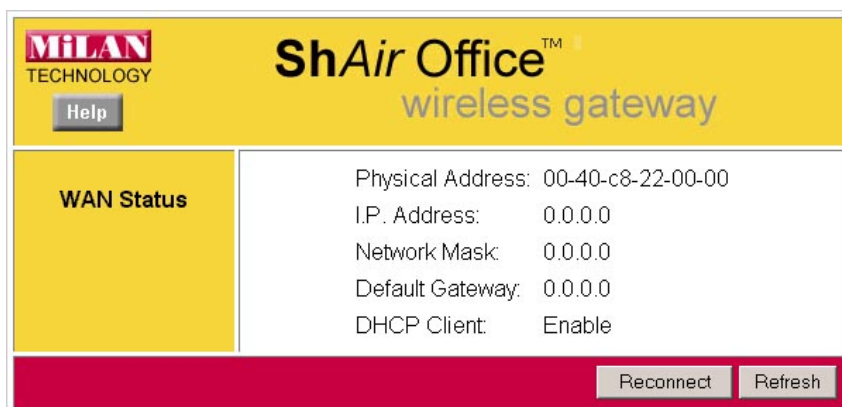 MiLAN
TECHNOLOGY
Help
ShAir Office™
wireless gateway
WAN Status
Physical Address: 00-40-c8-22-00-00
I.P. Address: 0.0.0.0
Network Mask: 0.0.0.0
Default Gateway: 0.0.0.0
DHCP Client: Enable
Reconnect
Refresh